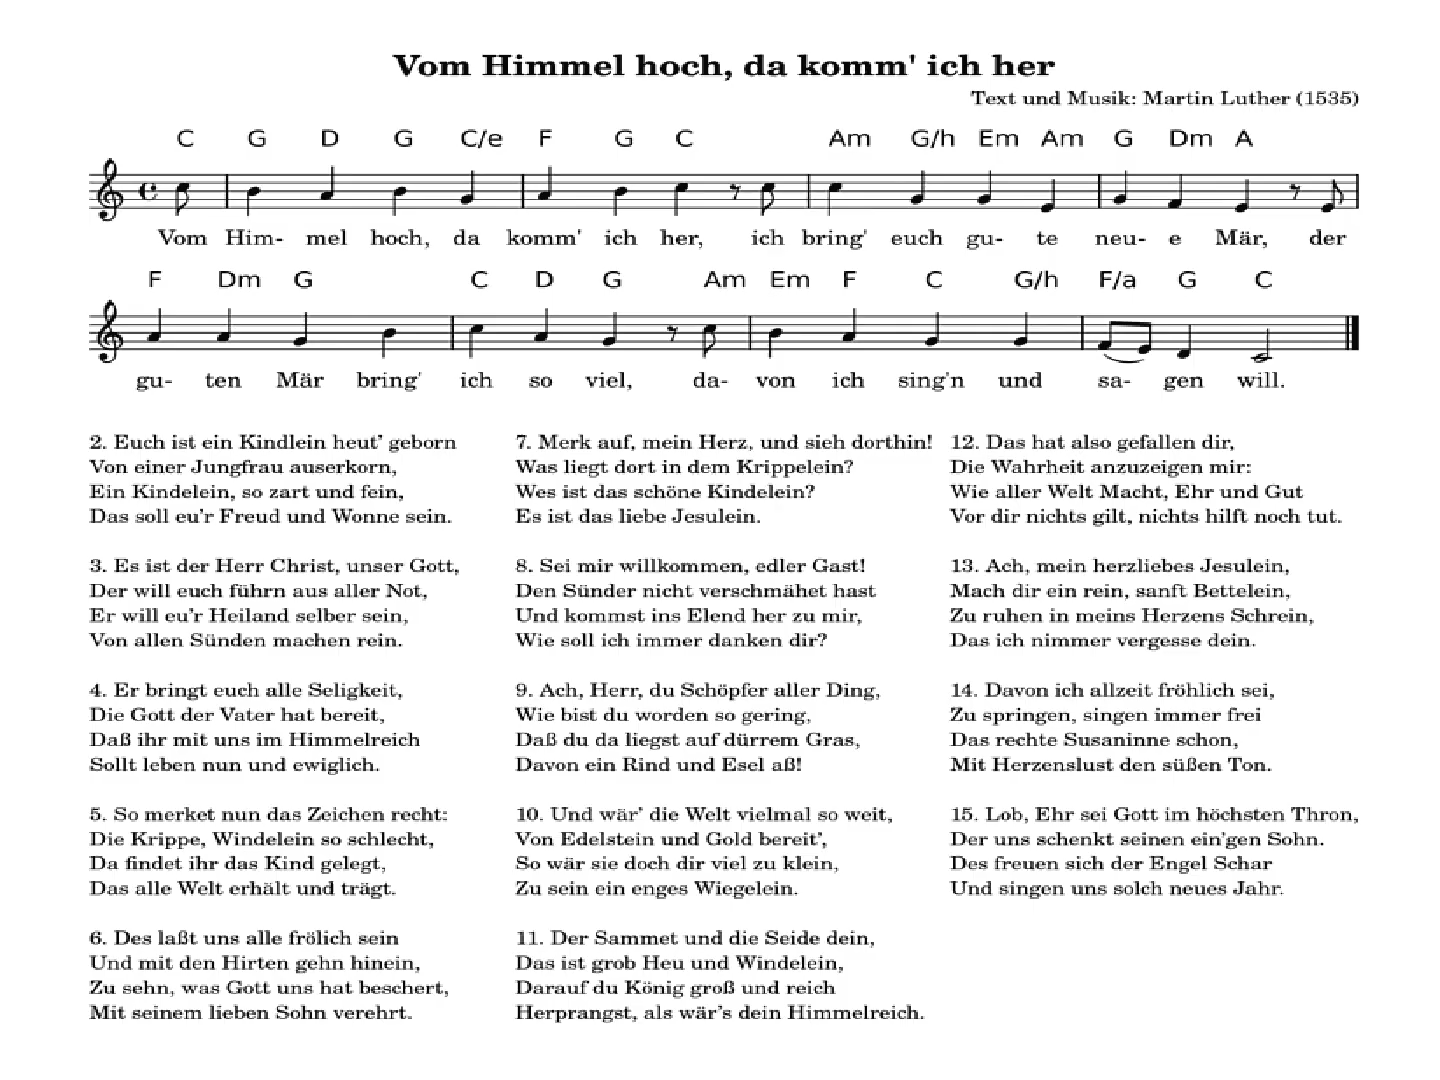 Vom Himmel hoch, da komm' ich her
Text und Musik: Martin Luther (1535)
C G D G C/e F G C Am G/h Em Am G Dm A
Vom Him- mel hoch, da komm' ich her, ich bring' euch gu- te neu- e Mär, der
F Dm G C D G Am Em F C G/h F/a G C
gu- ten Mär bring' ich so viel, da- von ich sing'n und sa- gen will.
2. Euch ist ein Kindlein heut’ geborn
Von einer Jungfrau auserkorn,
Ein Kindelein, so zart und fein,
Das soll eu’r Freud und Wonne sein.
3. Es ist der Herr Christ, unser Gott,
Der will euch führn aus aller Not,
Er will eu’r Heiland selber sein,
Von allen Sünden machen rein.
4. Er bringt euch alle Seligkeit,
Die Gott der Vater hat bereit,
Daß ihr mit uns im Himmelreich
Sollt leben nun und ewiglich.
5. So merket nun das Zeichen recht:
Die Krippe, Windelein so schlecht,
Da findet ihr das Kind gelegt,
Das alle Welt erhält und trägt.
6. Des laßt uns alle frölich sein
Und mit den Hirten gehn hinein,
Zu sehn, was Gott uns hat beschert,
Mit seinem lieben Sohn verehrt.
7. Merk auf, mein Herz, und sieh dorthin!
Was liegt dort in dem Krippelein?
Wes ist das schöne Kindelein?
Es ist das liebe Jesulein.
8. Sei mir willkommen, edler Gast!
Den Sünder nicht verschmähet hast
Und kommst ins Elend her zu mir,
Wie soll ich immer danken dir?
9. Ach, Herr, du Schöpfer aller Ding,
Wie bist du worden so gering,
Daß du da liegst auf dürrem Gras,
Davon ein Rind und Esel aß!
10. Und wär’ die Welt vielmal so weit,
Von Edelstein und Gold bereit’,
So wär sie doch dir viel zu klein,
Zu sein ein enges Wiegelein.
11. Der Sammet und die Seide dein,
Das ist grob Heu und Windelein,
Darauf du König groß und reich
Herprangst, als wär’s dein Himmelreich.
12. Das hat also gefallen dir,
Die Wahrheit anzuzeigen mir:
Wie aller Welt Macht, Ehr und Gut
Vor dir nichts gilt, nichts hilft noch tut.
13. Ach, mein herzliebes Jesulein,
Mach dir ein rein, sanft Bettelein,
Zu ruhen in meins Herzens Schrein,
Das ich nimmer vergesse dein.
14. Davon ich allzeit fröhlich sei,
Zu springen, singen immer frei
Das rechte Susaninne schon,
Mit Herzenslust den süßen Ton.
15. Lob, Ehr sei Gott im höchsten Thron,
Der uns schenkt seinen ein’gen Sohn.
Des freuen sich der Engel Schar
Und singen uns solch neues Jahr.